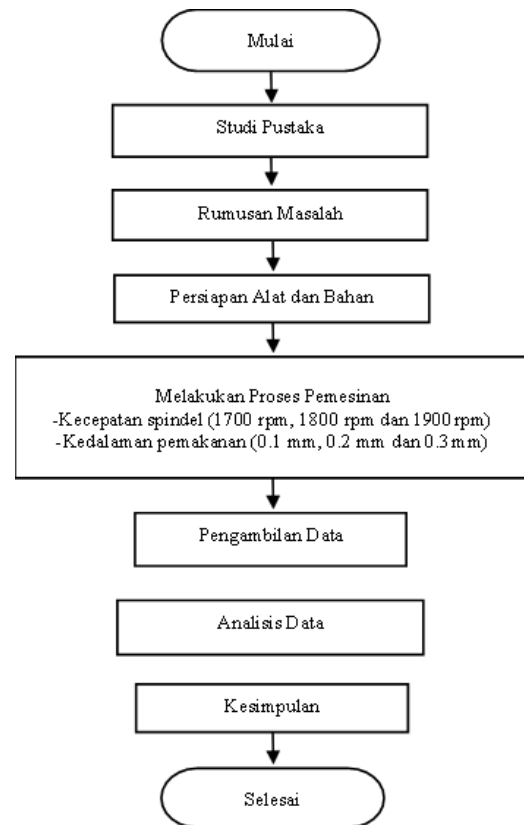 Mulai
Studi Pustaka
Rumusan Masalah
Persiapan Alat dan Bahan
Melakukan Proses Pemesinan
-Kecepatan spindel (1700 rpm, 1800 rpm dan 1900 rpm)
-Kedalaman pemakanan (0.1 mm, 0.2 mm dan 0.3 mm)
Pengambilan Data
Analisis Data
Kesimpulan
Selesai